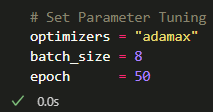 # Set Parameter Tuning
optimizers = "adamax"
batch_size = 8
epoch      = 50
✓ 0.0s